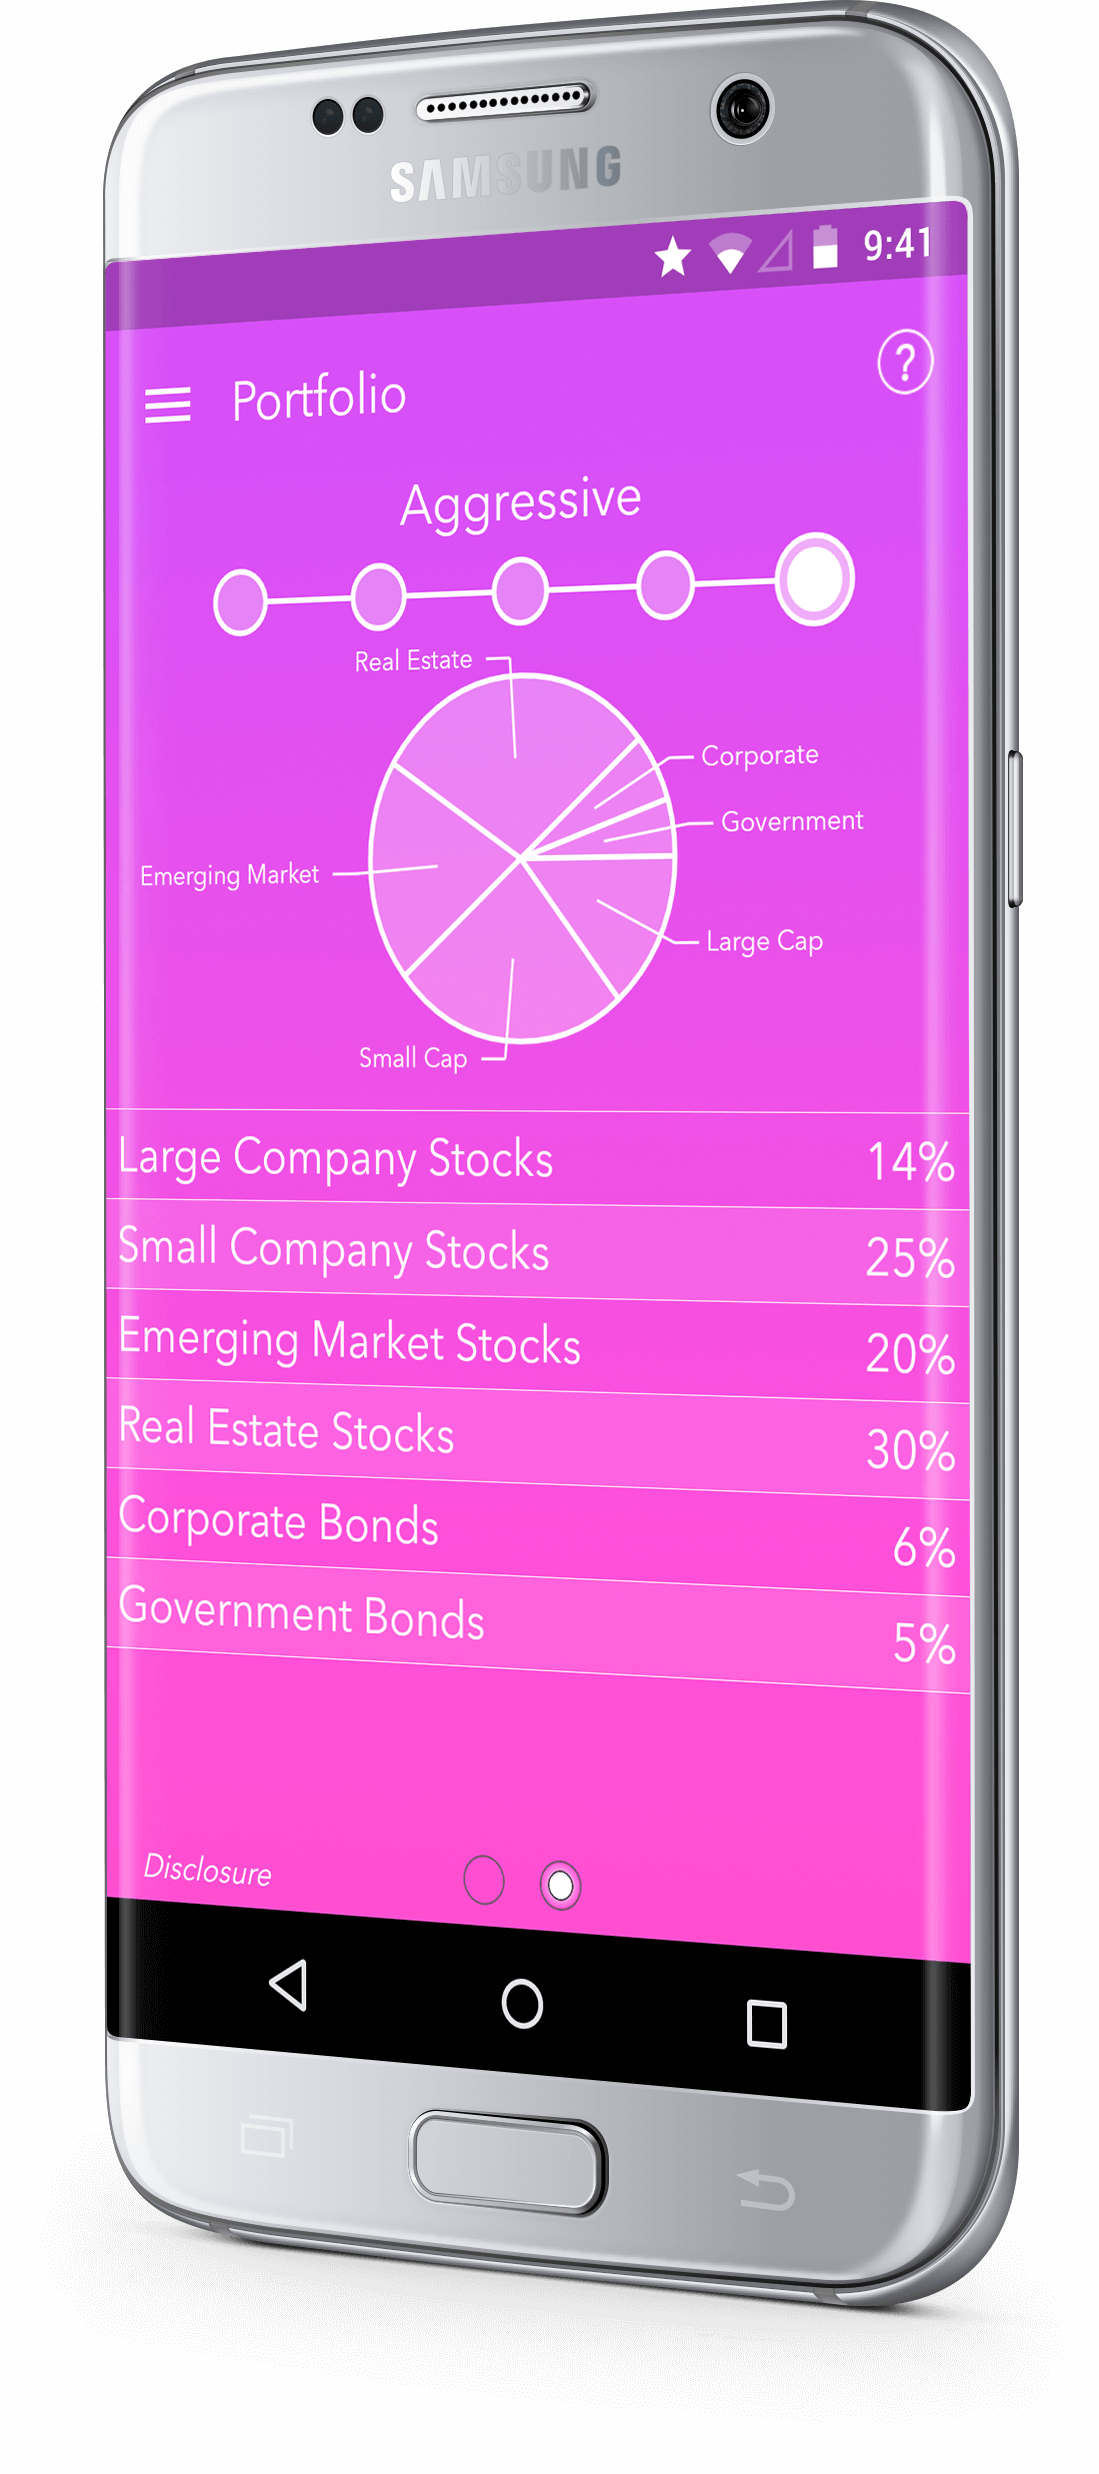 SAMSUNG
9:41
?
Portfolio
Aggressive
Real Estate
Corporate
Government
Emerging Market
Large Cap
Small Cap
Large Company Stocks 14%
Small Company Stocks 25%
Emerging Market Stocks 20%
Real Estate Stocks 30%
Corporate Bonds 6%
Government Bonds 5%
Disclosure